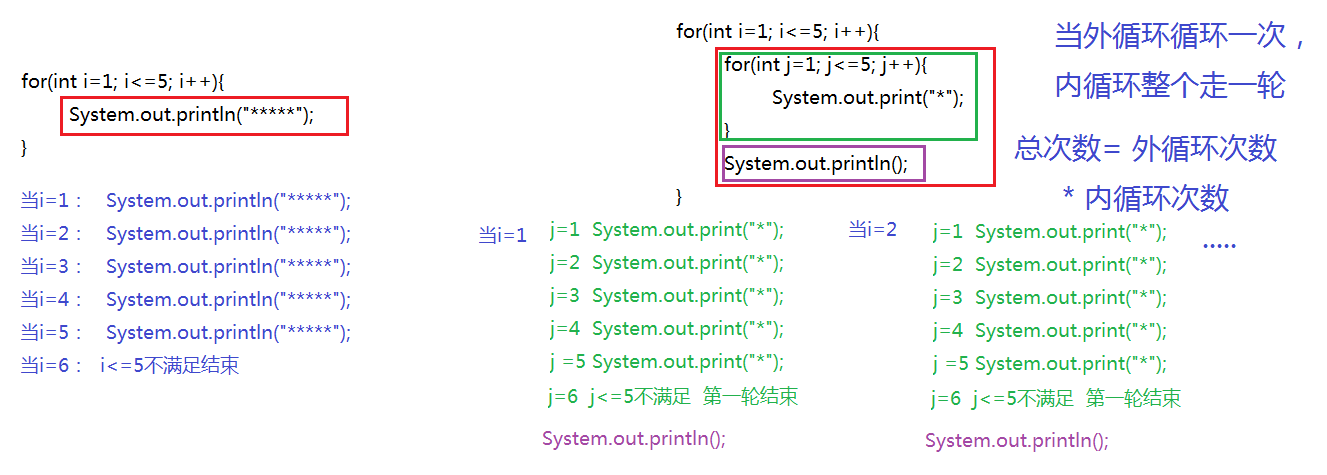 for(int i=1; i<=5; i++){
System.out.println("*****");
}
当i=1： System.out.println("*****");
当i=2： System.out.println("*****");
当i=3： System.out.println("*****");
当i=4： System.out.println("*****");
当i=5： System.out.println("*****");
当i=6： i<=5不满足结束
for(int i=1; i<=5; i++){
for(int j=1; j<=5; j++){
System.out.print("*");
}
System.out.println();
}
当外循环循环一次，
内循环整个走一轮
总次数= 外循环次数
* 内循环次数
当i=1
j=1 System.out.print("*");
j=2 System.out.print("*");
j=3 System.out.print("*");
j=4 System.out.print("*");
j =5 System.out.print("*");
j=6 j<=5不满足 第一轮结束
System.out.println();
当i=2
j=1 System.out.print("*");
j=2 System.out.print("*");
j=3 System.out.print("*");
j=4 System.out.print("*");
j =5 System.out.print("*");
j=6 j<=5不满足 第一轮结束
System.out.println();
.....